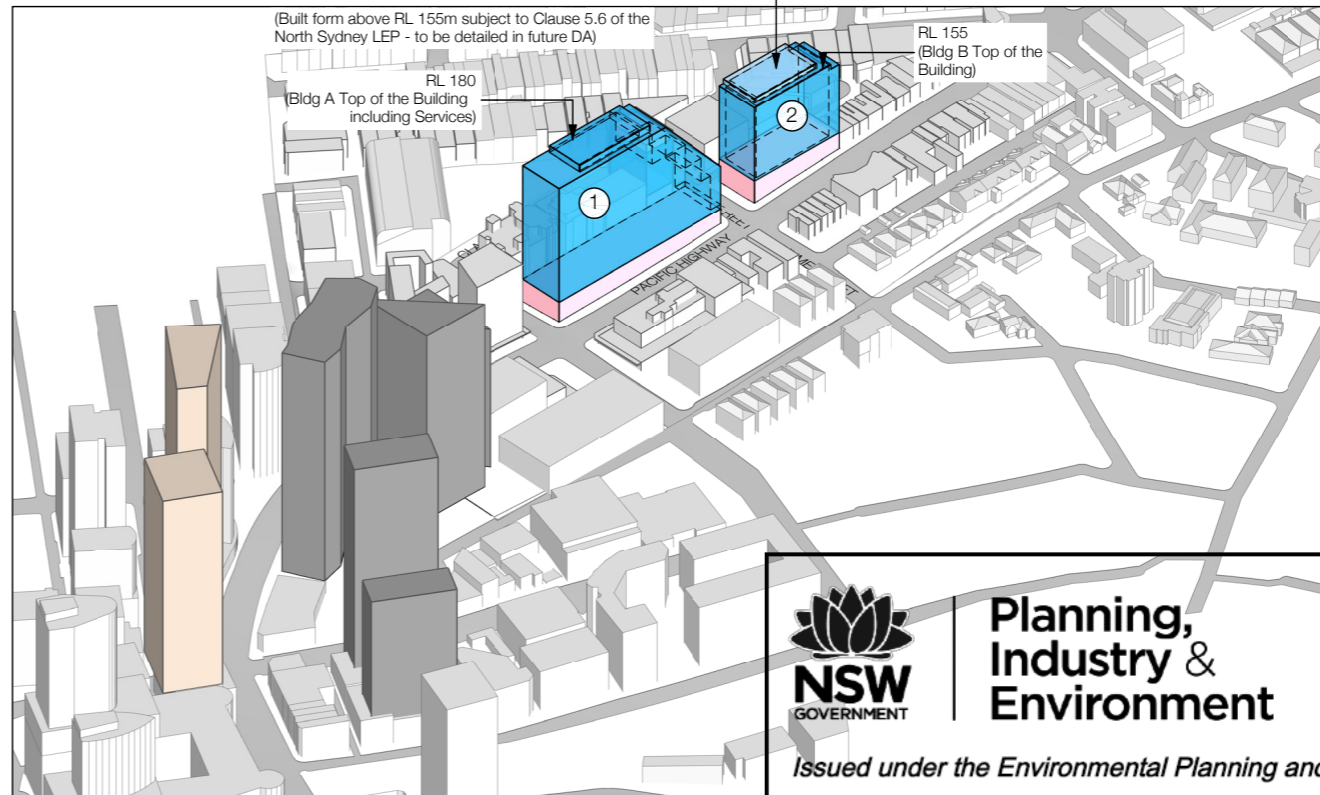 (Built form above RL 155m subject to Clause 5.6 of the
North Sydney LEP - to be detailed in future DA)
RL 180
(Bldg A Top of the Building
including Services)
RL 155
(Bldg B Top of the
Building)
1
2
PACIFIC HIGHWAY
NSW
GOVERNMENT
Planning,
Industry &
Environment
Issued under the Environmental Planning and